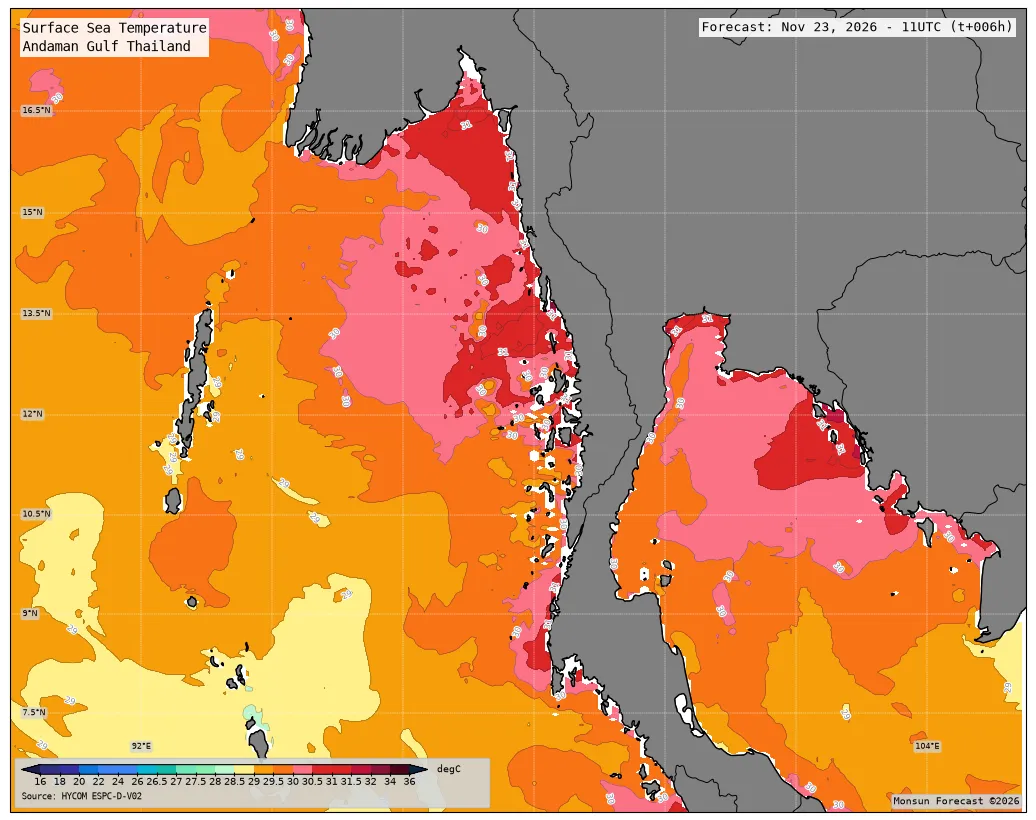 Surface Sea Temperature
Andaman Gulf Thailand
Forecast: Nov 23, 2026 - 11UTC (t+006h)
16.5°N
15°N
13.5°N
12°N
10.5°N
9°N
7.5°N
92°E
104°E
degC
16 18 20 22 24 26 26.5 27 27.5 28 28.5 29 29.5 30 30.5 31 31.5 32 34 36
Source: HYCOM ESPC-D-V02
Monsun Forecast ©2026